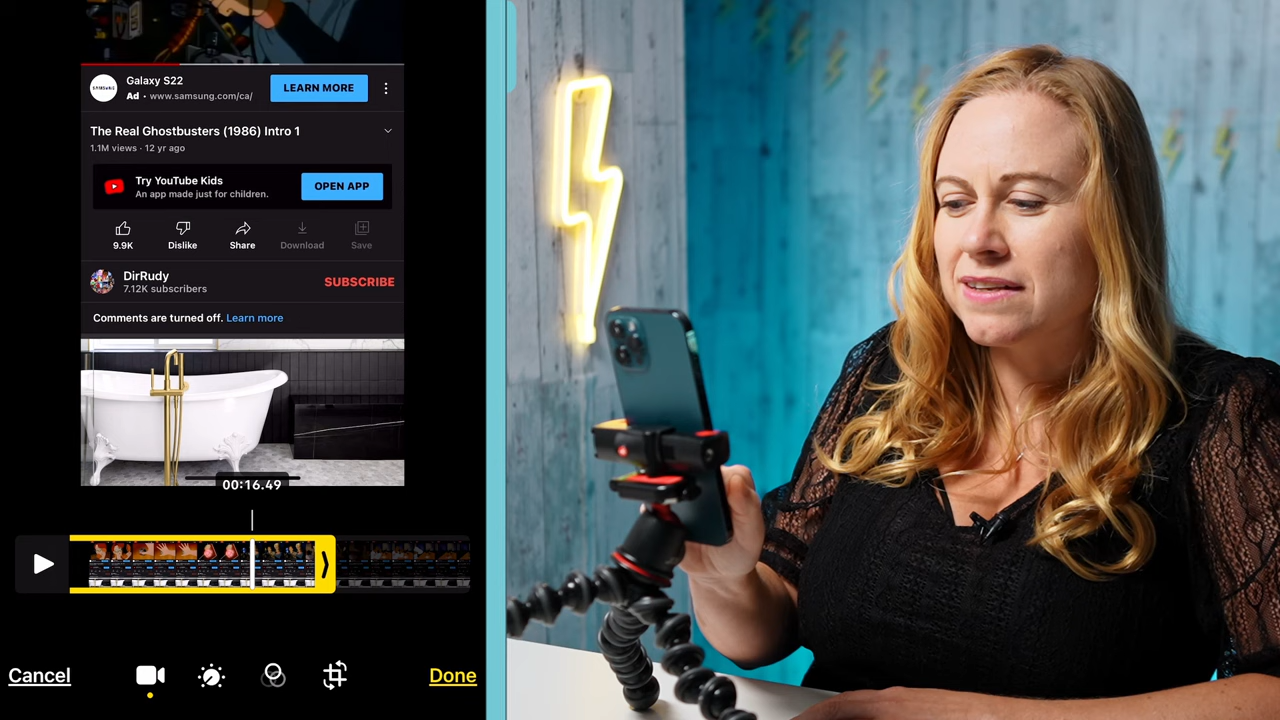 SAMSUNG
Galaxy S22
Ad • www.samsung.com/ca/
LEARN MORE
The Real Ghostbusters (1986) Intro 1
1.1M views · 12 yr ago
Try YouTube Kids
An app made just for children.
OPEN APP
9.9K
Dislike
Share
Download
Save
DirRudy
7.12K subscribers
SUBSCRIBE
Comments are turned off. Learn more
00:16.49
Cancel
Done